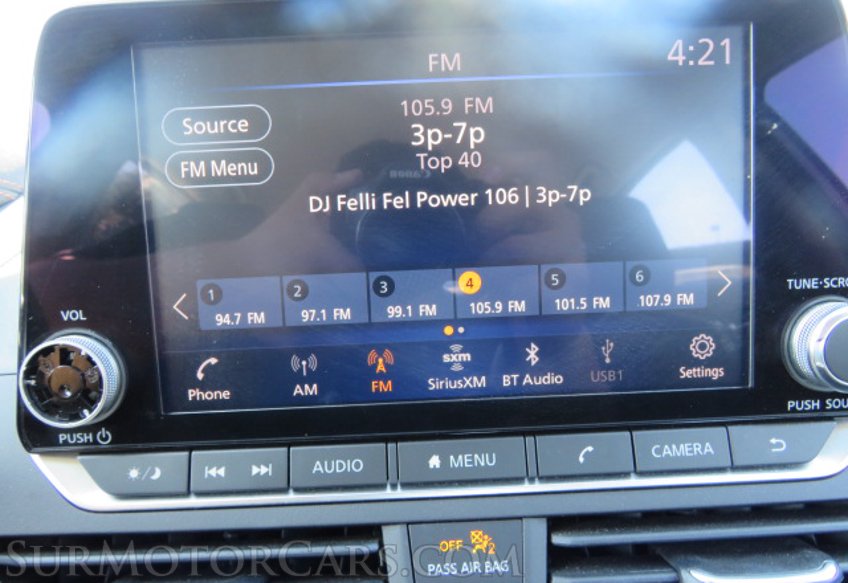 FM
4:21
105.9 FM
Source
3p-7p
Top 40
FM Menu
CANON
DJ Felli Fel Power 106 | 3p-7p
1 2 3 4 5 6
94.7 FM 97.1 FM 99.1 FM 105.9 FM 101.5 FM 107.9 FM
VOL
TUNE·SCRO
Phone
AM
FM
sxm
SiriusXM
BT Audio
USB1
Settings
PUSH
PUSH SOU
AUDIO
MENU
CAMERA
OFF 2
PASS AIR BAG
SURMOTORCARS.COM